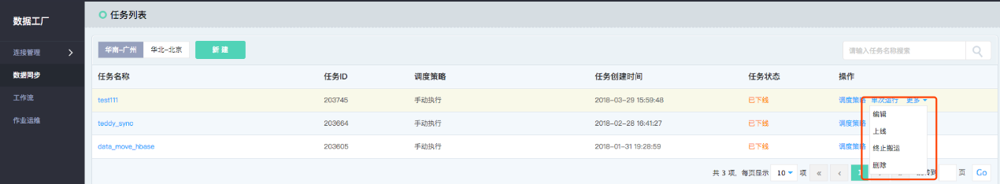 数据工厂
连接管理
数据同步
工作流
作业运维
任务列表
华南-广州 华北-北京 新 建 请输入任务名称搜索
任务名称 任务ID 调度策略 任务创建时间 任务状态 操作
test111 203745 手动执行 2018-03-29 15:59:48 已下线 调度策略 单次运行 更多
teddy_sync 203664 手动执行 2018-02-28 16:41:27 已下线 调度策略
data_move_hbase 203605 手动执行 2018-01-31 19:28:59 已下线 调度策略
编辑
上线
终止搬运
删除
共 3 项，每页显示 10 项 « ‹ 页 Go